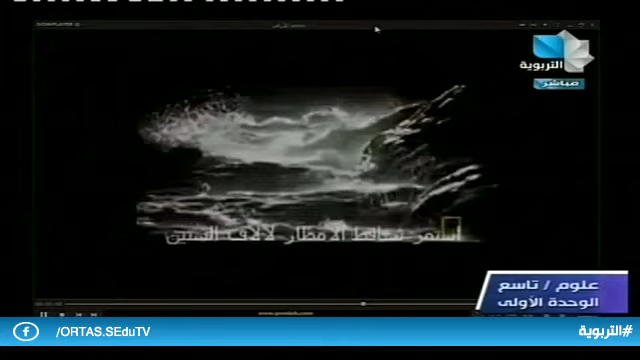 التربوية
مباشر
استمر تساقط الأمطار لآلاف السنين
علوم / تاسع
الوحدة الأولى
/ORTAS.SEduTV
#التربوية